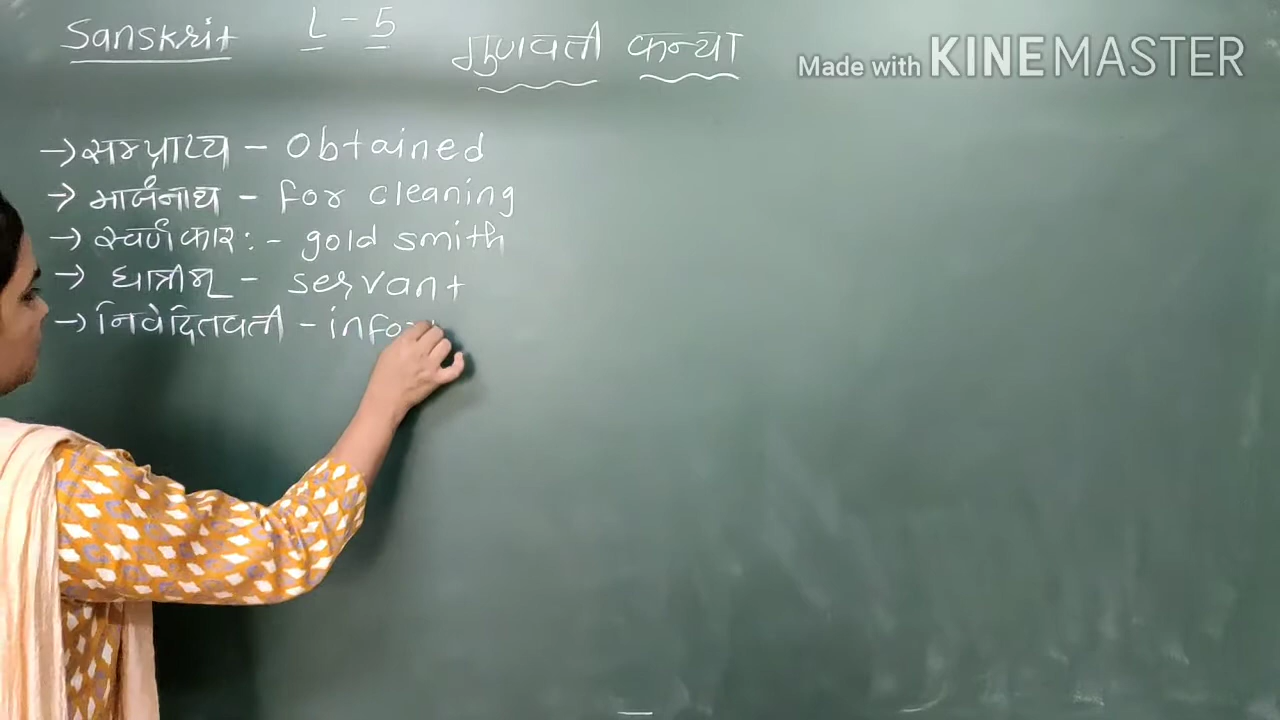 Sanskrit L - 5 गुणवती कन्या
Made with KINEMASTER
→ सम्प्राप्य - Obtained
→ मार्जनाथ - for cleaning
→ स्वर्णकार: - gold smith
→ धात्रीम् - servant
→ निवेदितवती - info